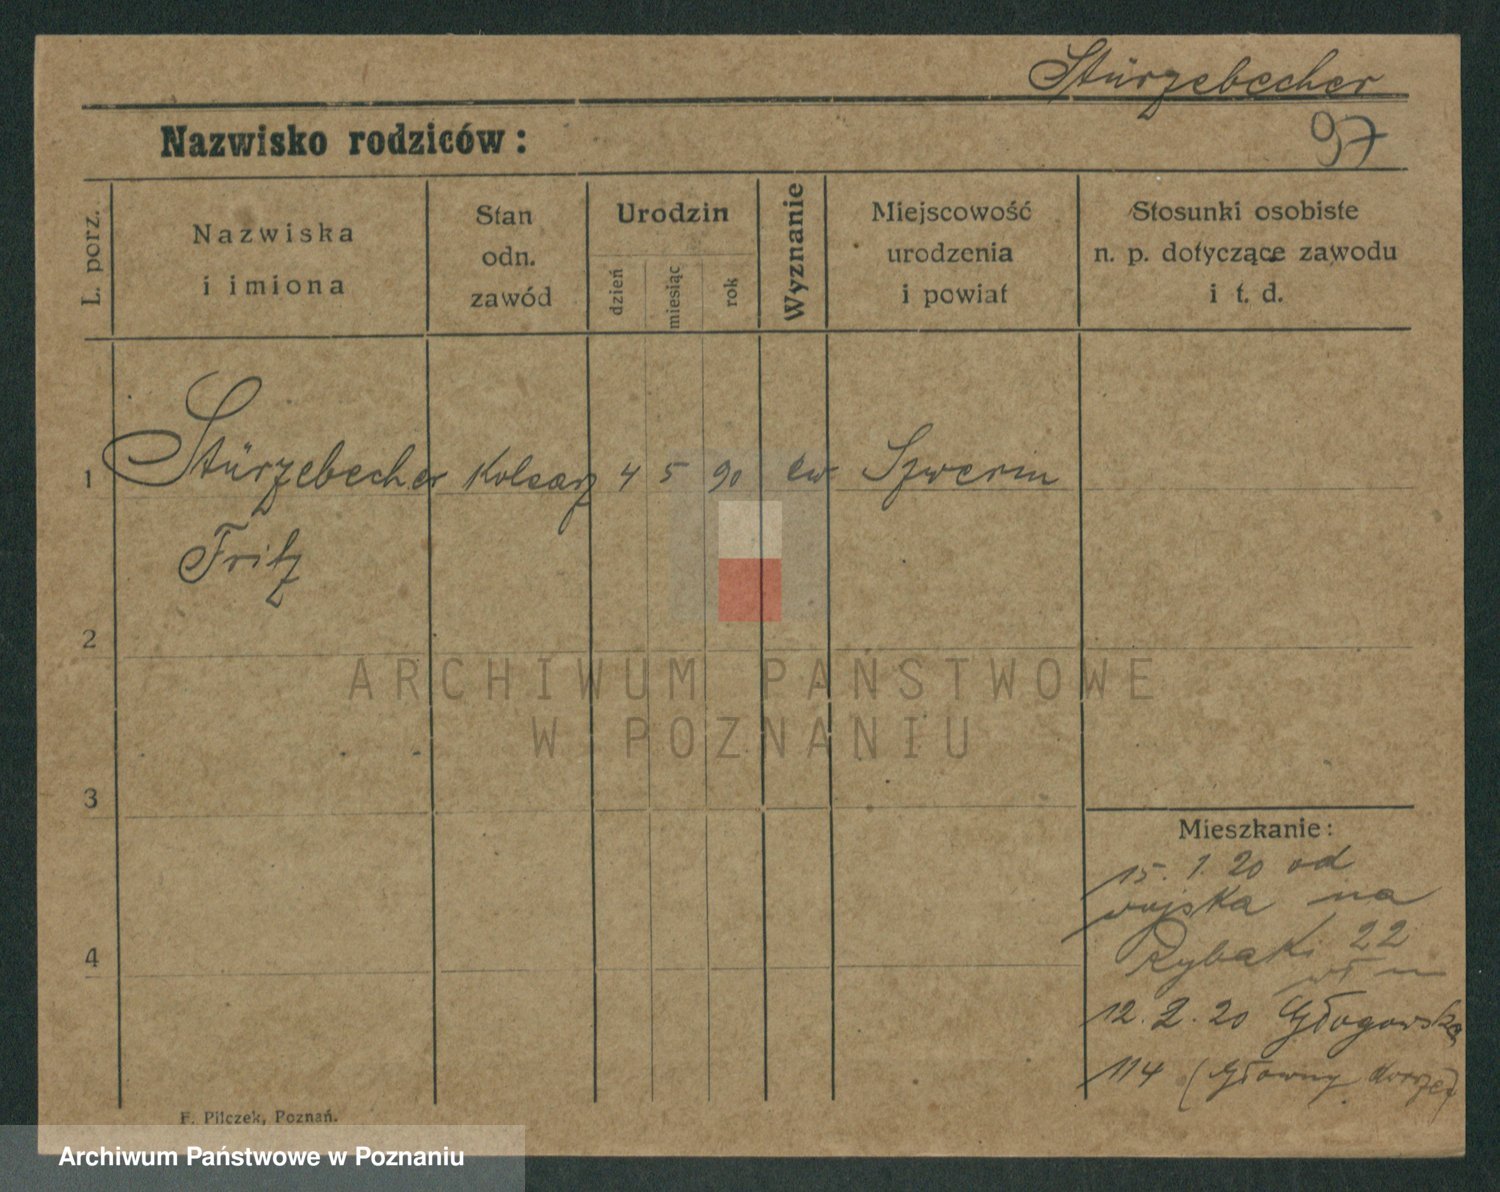 Stürzebecher
Nazwisko rodziców:
97
L. porz.
Nazwiska
i imiona
Stan
odn.
zawód
Urodzin
dzień
miesiąc
rok
Wyznanie
Miejscowość
urodzenia
i powiat
Stosunki osobiste
n. p. dotyczące zawodu
i t. d.
1 Stürzebecher Kolearz 4 5 90 ew Szwerin
Fritz
2
3
4
Mieszkanie:
15. 1. 20 od
wojska na
Rybaki 22
12. 2. 20 Głogowska
114 (Główny
F. Pilczek, Poznań.
ARCHIWUM PAŃSTWOWE
W POZNANIU
Archiwum Państwowe w Poznaniu